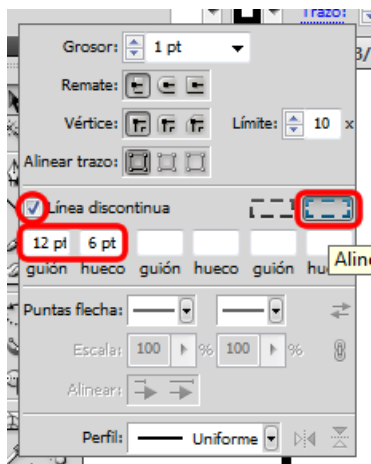 Trazo:
Grosor: 1 pt
Remate:
Vértice: Límite: 10 x
Alinear trazo:
Línea discontinua
12 pt 6 pt
guión hueco guión hueco guión
Puntas flecha:
Escala: 100 % 100 %
Alinear:
Perfil: Uniforme